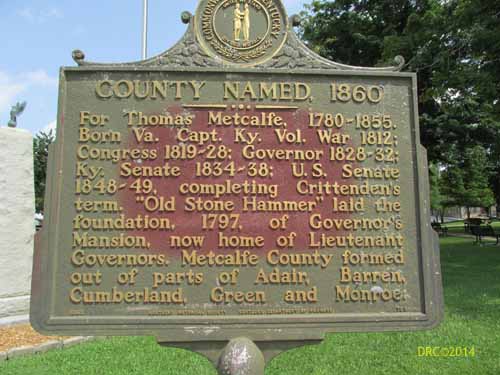 COMMONWEALTH KENTUCKY
COUNTY NAMED, 1860
For Thomas Metcalfe, 1780-1855.
Born Va. Capt. Ky. Vol. War 1812;
Congress 1819-28; Governor 1828-32;
Ky. Senate 1834-38; U.S. Senate
1848-49, completing Crittenden's
term. "Old Stone Hammer" laid the
foundation, 1797, of Governor's
Mansion, now home of Lieutenant
Governors. Metcalfe County formed
out of parts of Adair, Barren,
Cumberland, Green and Monroe.
DRC©2014